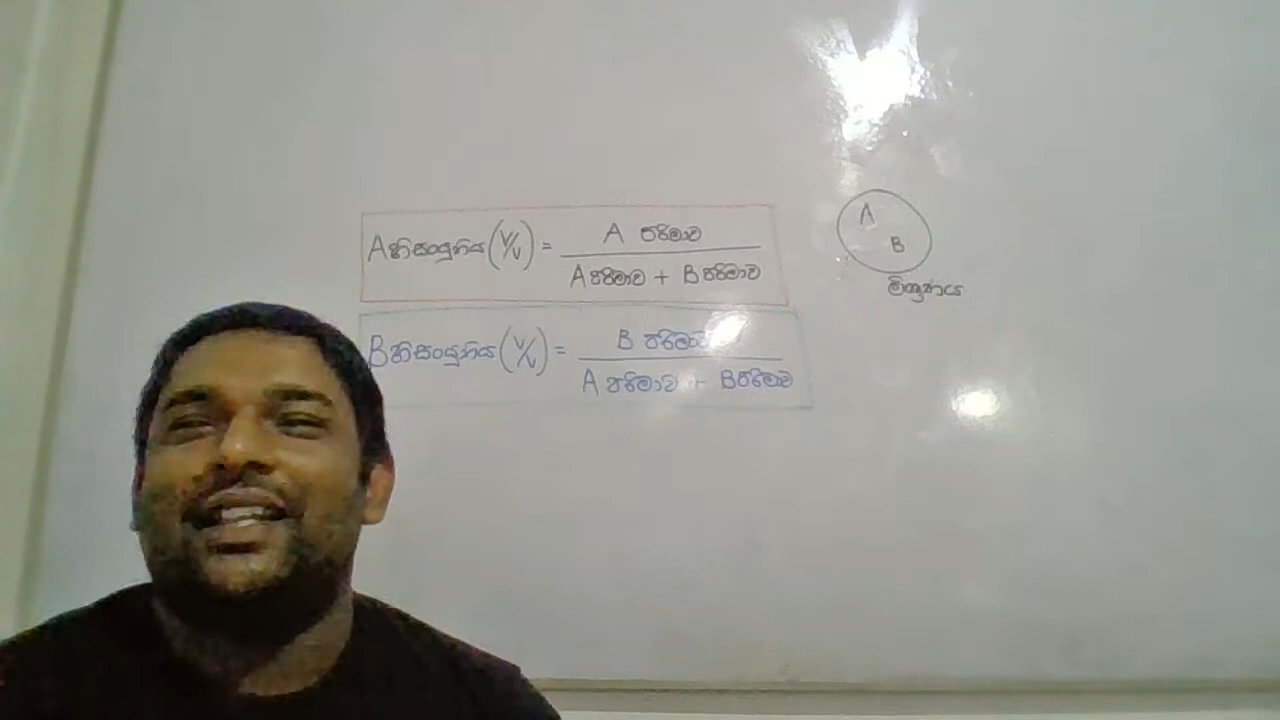 A හි සංයුතිය (V/V) = A පරිමාව / A පරිමාව + B පරිමාව
B හි සංයුතිය (V/V) = B පරිමාව / A පරිමාව + B පරිමාව
A
B
මිශ්‍රණය